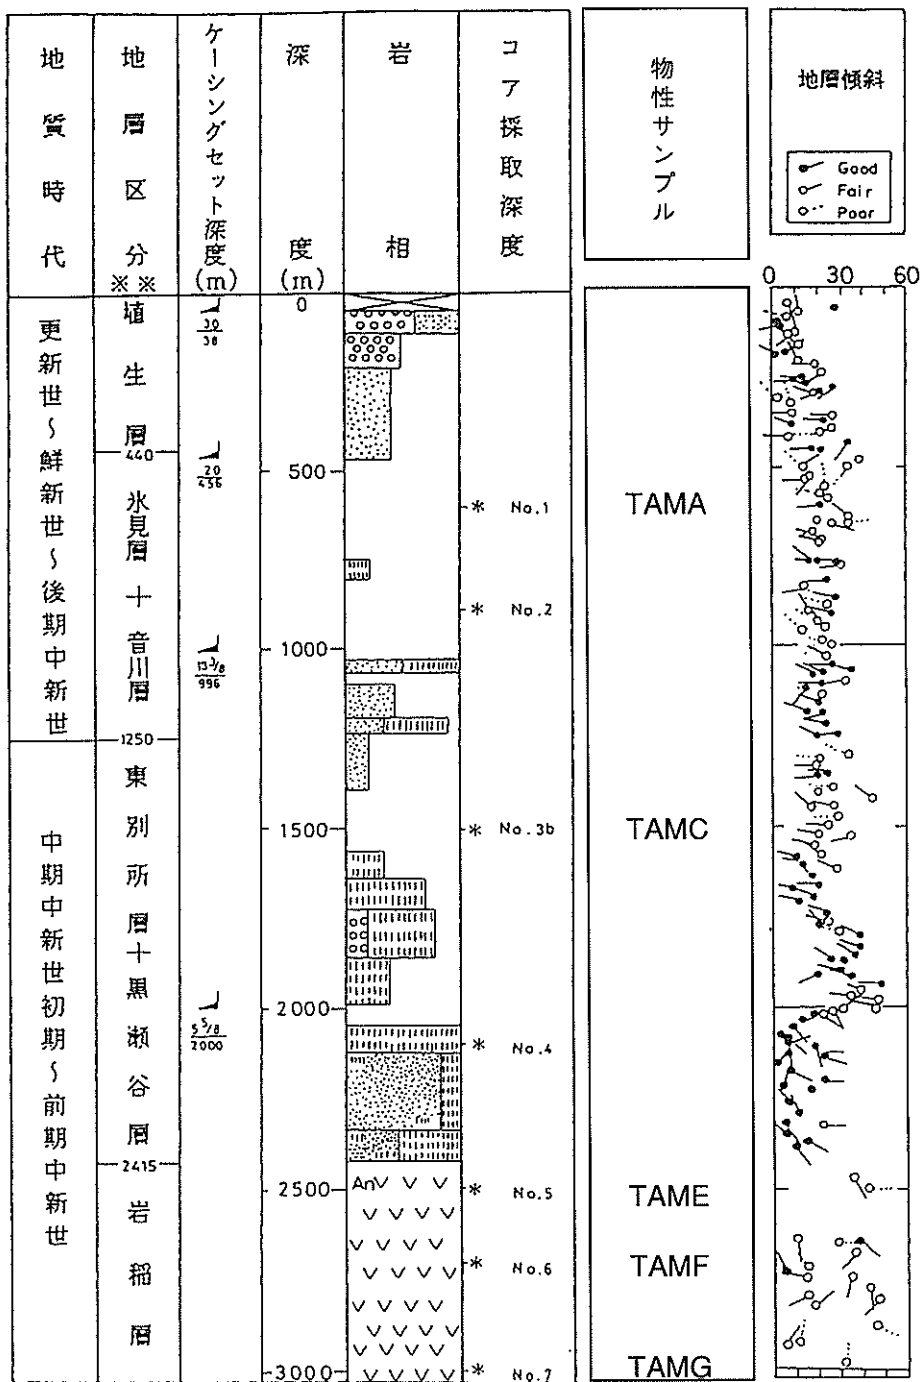 地質時代
地層区分
※※
ケーシングセット深度
(m)
深度
(m)
岩相
コア採取深度
物性サンプル
地層傾斜
Good
Fair
Poor
0 30 60
更新世～鮮新世～後期中新世
中期中新世初期～前期中新世
埴生層
440
氷見層十音川層
1250
東別所層十黒瀬谷層
2415
岩稲層
30
38
20
456
13 3/8
996
5 5/8
2000
0
500
1000
1500
2000
2500
3000
An
* No.1
* No.2
* No.3b
* No.4
* No.5
* No.6
* No.7
TAMA
TAMC
TAME
TAMF
TAMG